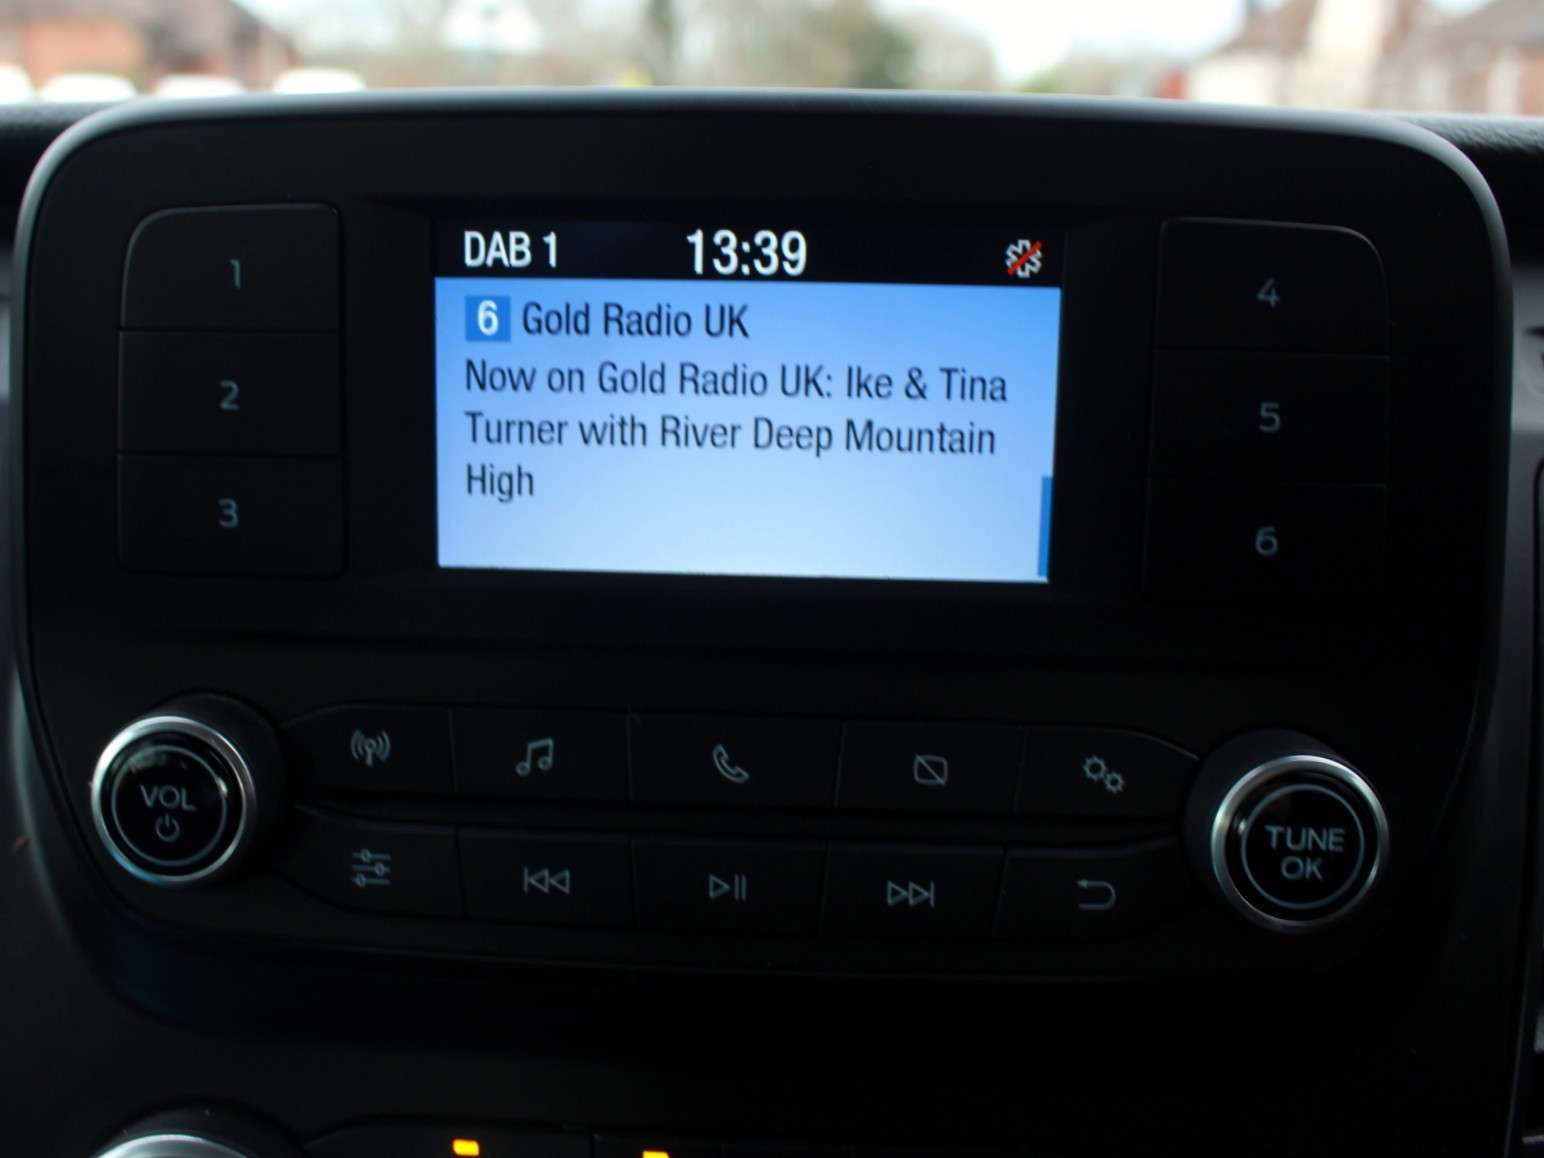 DAB 1 13:39
6 Gold Radio UK
Now on Gold Radio UK: Ike & Tina
Turner with River Deep Mountain
High
1
2
3
4
5
6
VOL
TUNE
OK